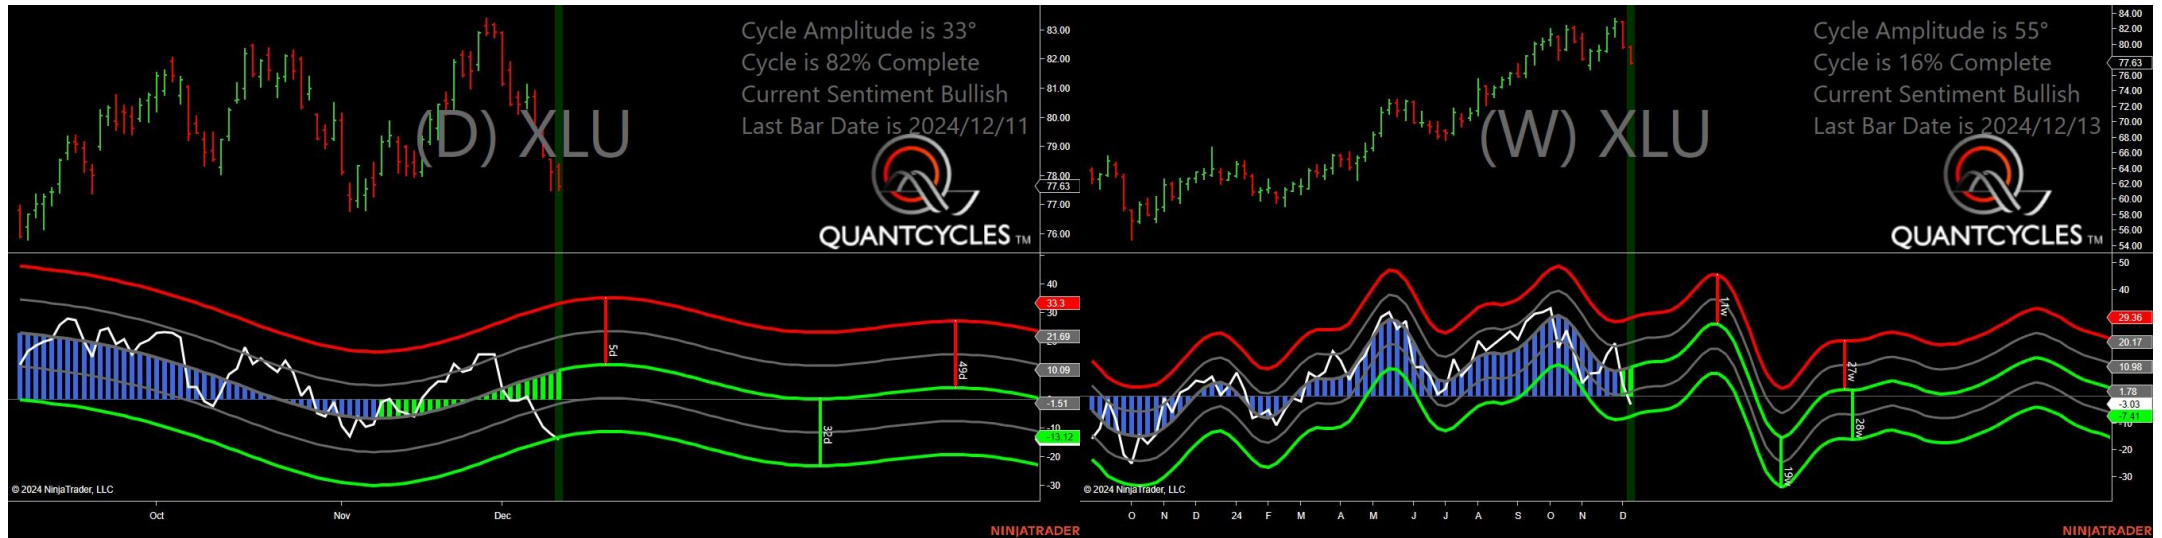 Cycle Amplitude is 33°
Cycle is 82% Complete
Current Sentiment Bullish
Last Bar Date is 2024/12/11
(D) XLU
QUANTCYCLES TM
83.00
82.00
81.00
80.00
79.00
78.00
77.63
77.00
76.00
40
33.3
30
21.69
10.09
-1.51
-10
-13.12
-20
-30
5d
32d
49d
© 2024 NinjaTrader, LLC
Oct Nov Dec
NINJATRADER
Cycle Amplitude is 55°
Cycle is 16% Complete
Current Sentiment Bullish
Last Bar Date is 2024/12/13
(W) XLU
QUANTCYCLES TM
84.00
82.00
80.00
77.63
76.00
74.00
72.00
70.00
68.00
66.00
64.00
62.00
60.00
58.00
56.00
54.00
50
40
29.36
20.17
10.98
1.78
-3.03
-7.41
-10
-20
-30
11w
19w
27w
28w
© 2024 NinjaTrader, LLC
O N D 24 F M A M J J A S O N D
NINJATRADER